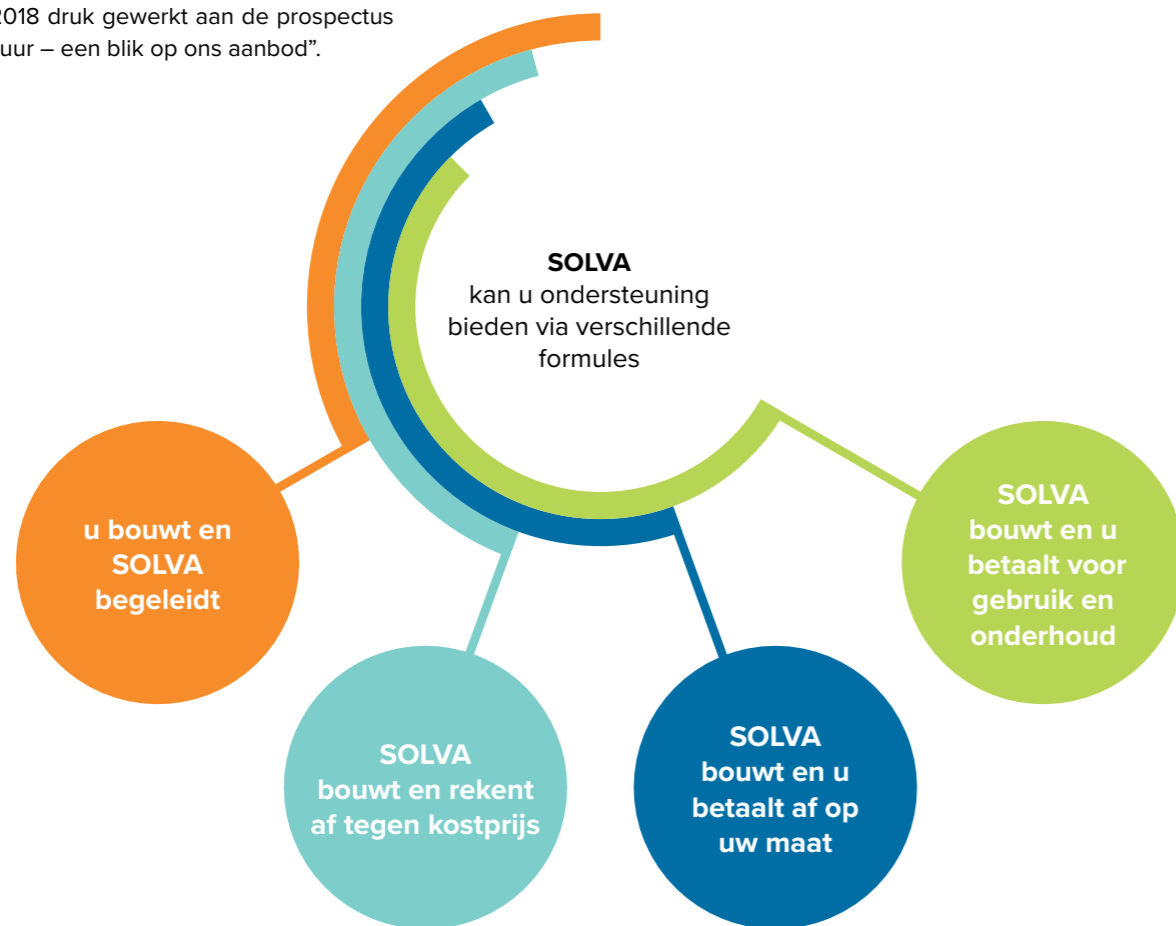 2018 druk gewerkt aan de prospectus
uur – een blik op ons aanbod”.
SOLVA
kan u ondersteuning
bieden via verschillende
formules
u bouwt en
SOLVA
begeleidt
SOLVA
bouwt en rekent
af tegen kostprijs
SOLVA
bouwt en u
betaalt af op
uw maat
SOLVA
bouwt en u
betaalt voor
gebruik en
onderhoud